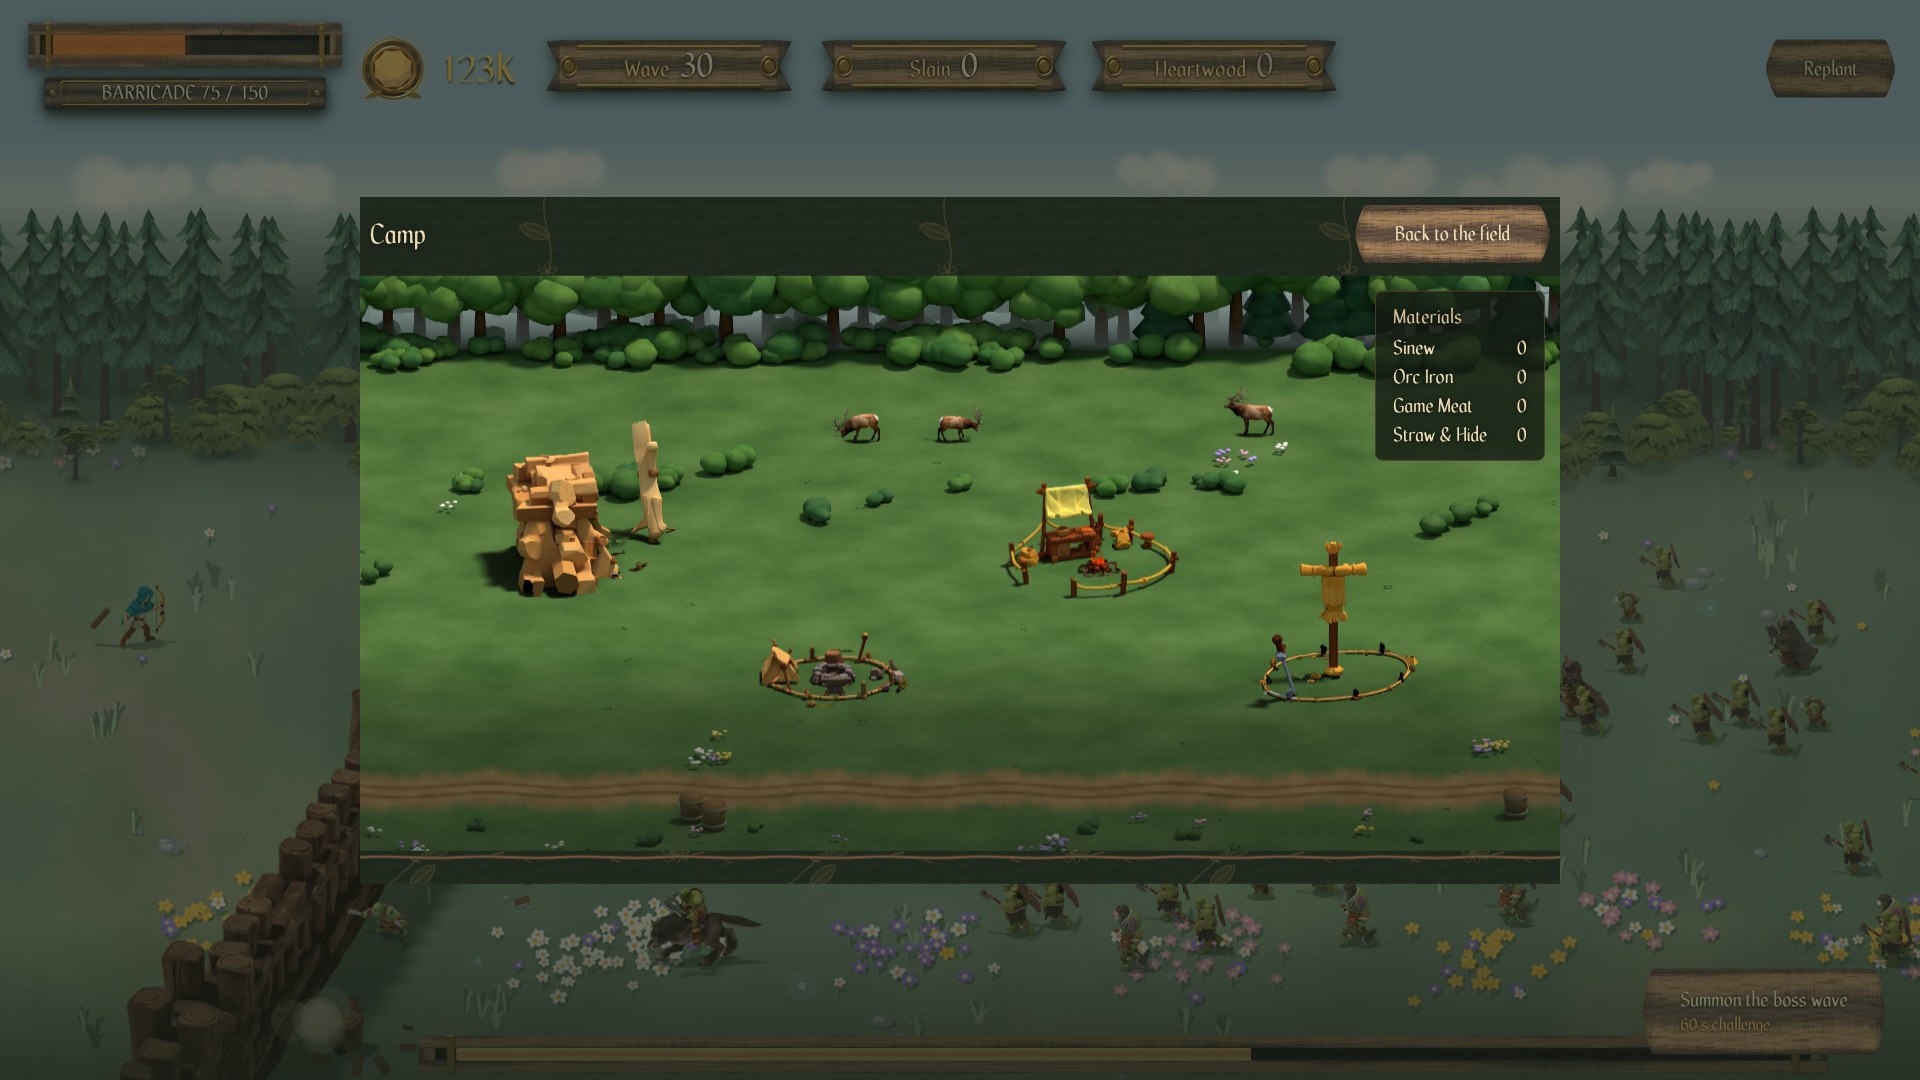 BARRICADE 75 / 150
123K
Wave 30
Slain 0
Heartwood 0
Replant
Camp
Back to the field
Materials
Sinew 0
Orc Iron 0
Game Meat 0
Straw & Hide 0
Summon the boss wave
60 s challenge